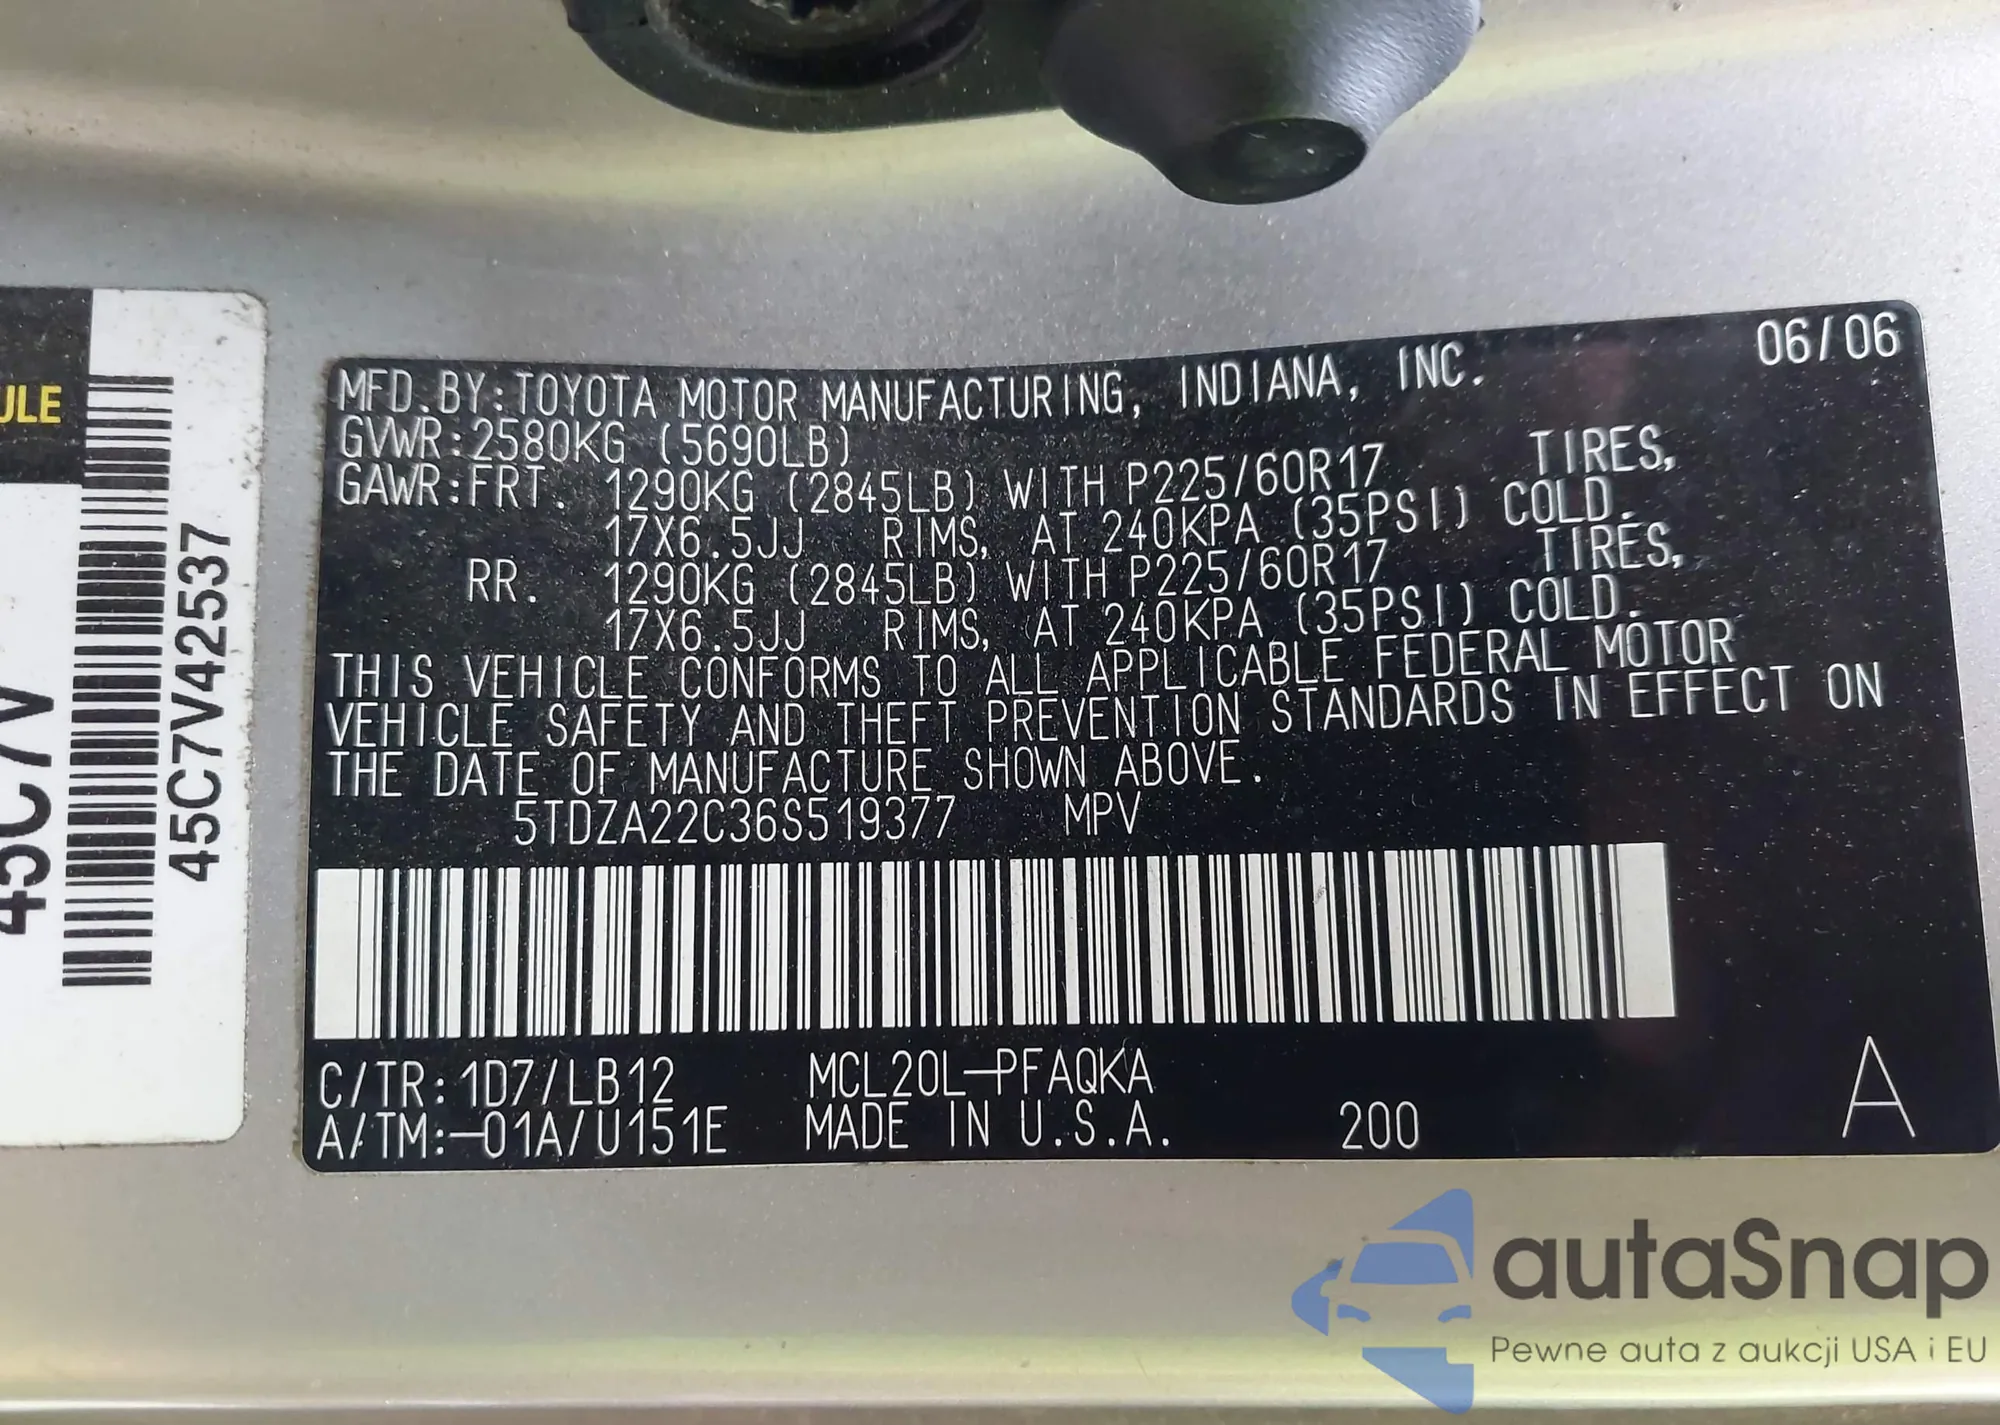 ULE
45C7V
45C7V42537
MFD. BY: TOYOTA MOTOR MANUFACTURING, INDIANA, INC. 06/06
GVWR: 2580KG (5690LB)
GAWR: FRT. 1290KG (2845LB) WITH P225/60R17 TIRES,
17X6.5JJ RIMS, AT 240KPA (35PSI) COLD.
RR. 1290KG (2845LB) WITH P225/60R17 TIRES,
17X6.5JJ RIMS, AT 240KPA (35PSI) COLD.
THIS VEHICLE CONFORMS TO ALL APPLICABLE FEDERAL MOTOR
VEHICLE SAFETY AND THEFT PREVENTION STANDARDS IN EFFECT ON
THE DATE OF MANUFACTURE SHOWN ABOVE.
5TDZA22C36S519377 MPV
C/TR: 1D7/LB12 MCL20L-PFAQKA
A/TM: -01A/U151E MADE IN U.S.A. 200 A
autaSnap
Pewne auta z aukcji USA i EU